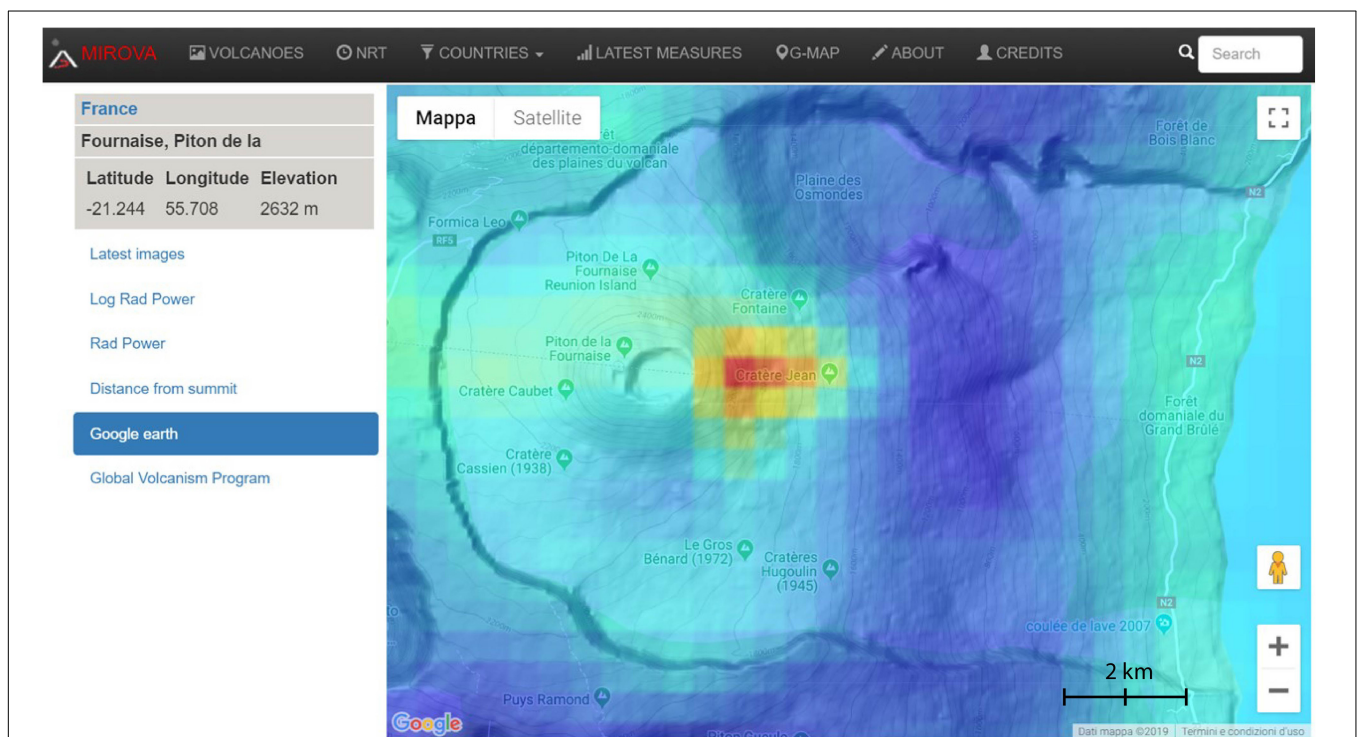 MIROVA VOLCANOES NRT COUNTRIES LATEST MEASURES G-MAP ABOUT CREDITS Search
France
Fournaise, Piton de la
Latitude Longitude Elevation
-21.244 55.708 2632 m
Latest images
Log Rad Power
Rad Power
Distance from summit
Google earth
Global Volcanism Program
Mappa Satellite
départemento-domaniale
des plaines du volcan
Forêt de
Bois Blanc
Plaine des
Osmondes
N2
Formica Leo
RF5
Piton De La
Fournaise
Reunion Island
Cratère
Fontaine
Piton de la
Fournaise
N2
Cratère Jean
Cratère Caubet
Forêt
domaniale du
Grand Brûlé
Cratère
Cassien (1938)
Le Gros
Bénard (1972)
Cratères
Hugoulin
(1945)
N2
coulée de lave 2007
2 km
Puys Ramond
Google
Dati mappa ©2019 Termini e condizioni d'uso